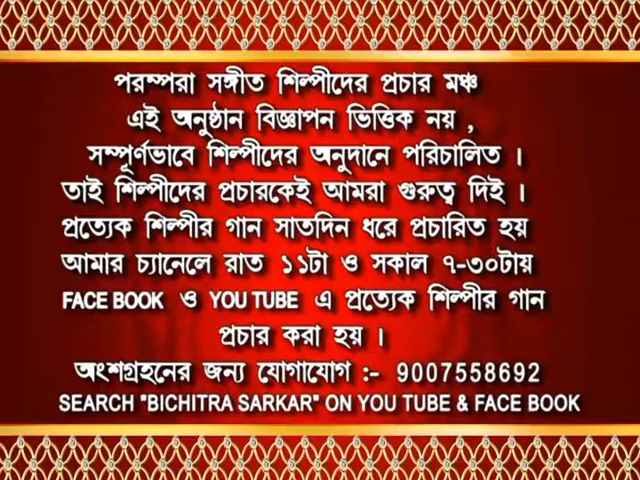 পরম্পরা সঙ্গীত শিল্পীদের প্রচার মঞ্চ
এই অনুষ্ঠান বিজ্ঞাপন ভিত্তিক নয় ,
সম্পূর্ণভাবে শিল্পীদের অনুদানে পরিচালিত ।
তাই শিল্পীদের প্রচারকেই আমরা গুরুত্ব দিই ।
প্রত্যেক শিল্পীর গান সাতদিন ধরে প্রচারিত হয়
আমার চ্যানেলে রাত ১১টা ও সকাল ৭-৩০টায়
FACE BOOK ও YOU TUBE এ প্রত্যেক শিল্পীর গান
প্রচার করা হয় ।
অংশগ্রহনের জন্য যোগাযোগ :- 9007558692
SEARCH "BICHITRA SARKAR" ON YOU TUBE & FACE BOOK